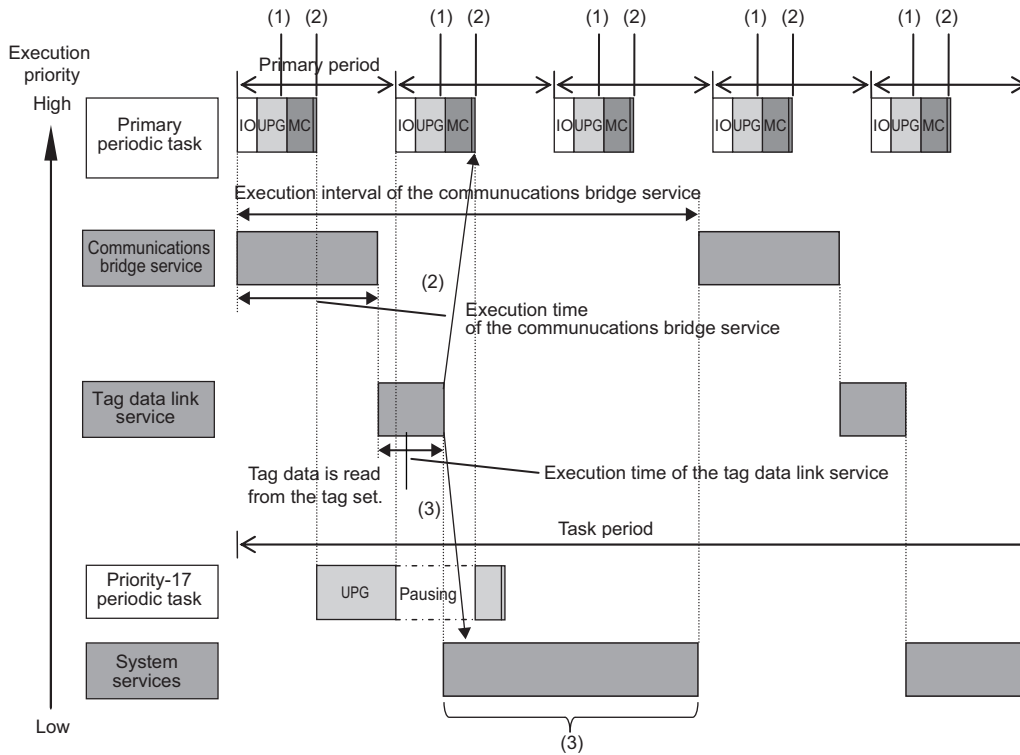 (1) (2) (1) (2) (1) (2) (1) (2) (1) (2)
Execution
priority
High
Primary period
Primary
periodic task
IO UPG MC IO UPG MC IO UPG MC IO UPG MC IO UPG MC
Execution interval of the communucations bridge service
Communications
bridge service
(2)
Execution time
of the communucations bridge service
Tag data link
service
Tag data is read
from the tag set.
Execution time of the tag data link service
(3)
Task period
Priority-17
periodic task
UPG Pausing
System
services
Low
(3)